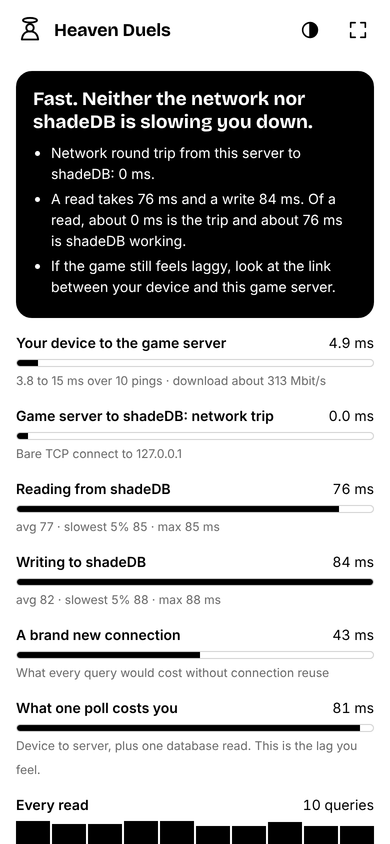 Heaven Duels
Fast. Neither the network nor
shadeDB is slowing you down.
• Network round trip from this server to
shadeDB: 0 ms.
• A read takes 76 ms and a write 84 ms. Of a
read, about 0 ms is the trip and about 76 ms
is shadeDB working.
• If the game still feels laggy, look at the link
between your device and this game server.
Your device to the game server 4.9 ms
3.8 to 15 ms over 10 pings · download about 313 Mbit/s
Game server to shadeDB: network trip 0.0 ms
Bare TCP connect to 127.0.0.1
Reading from shadeDB 76 ms
avg 77 · slowest 5% 85 · max 85 ms
Writing to shadeDB 84 ms
avg 82 · slowest 5% 88 · max 88 ms
A brand new connection 43 ms
What every query would cost without connection reuse
What one poll costs you 81 ms
Device to server, plus one database read. This is the lag you
feel.
Every read 10 queries